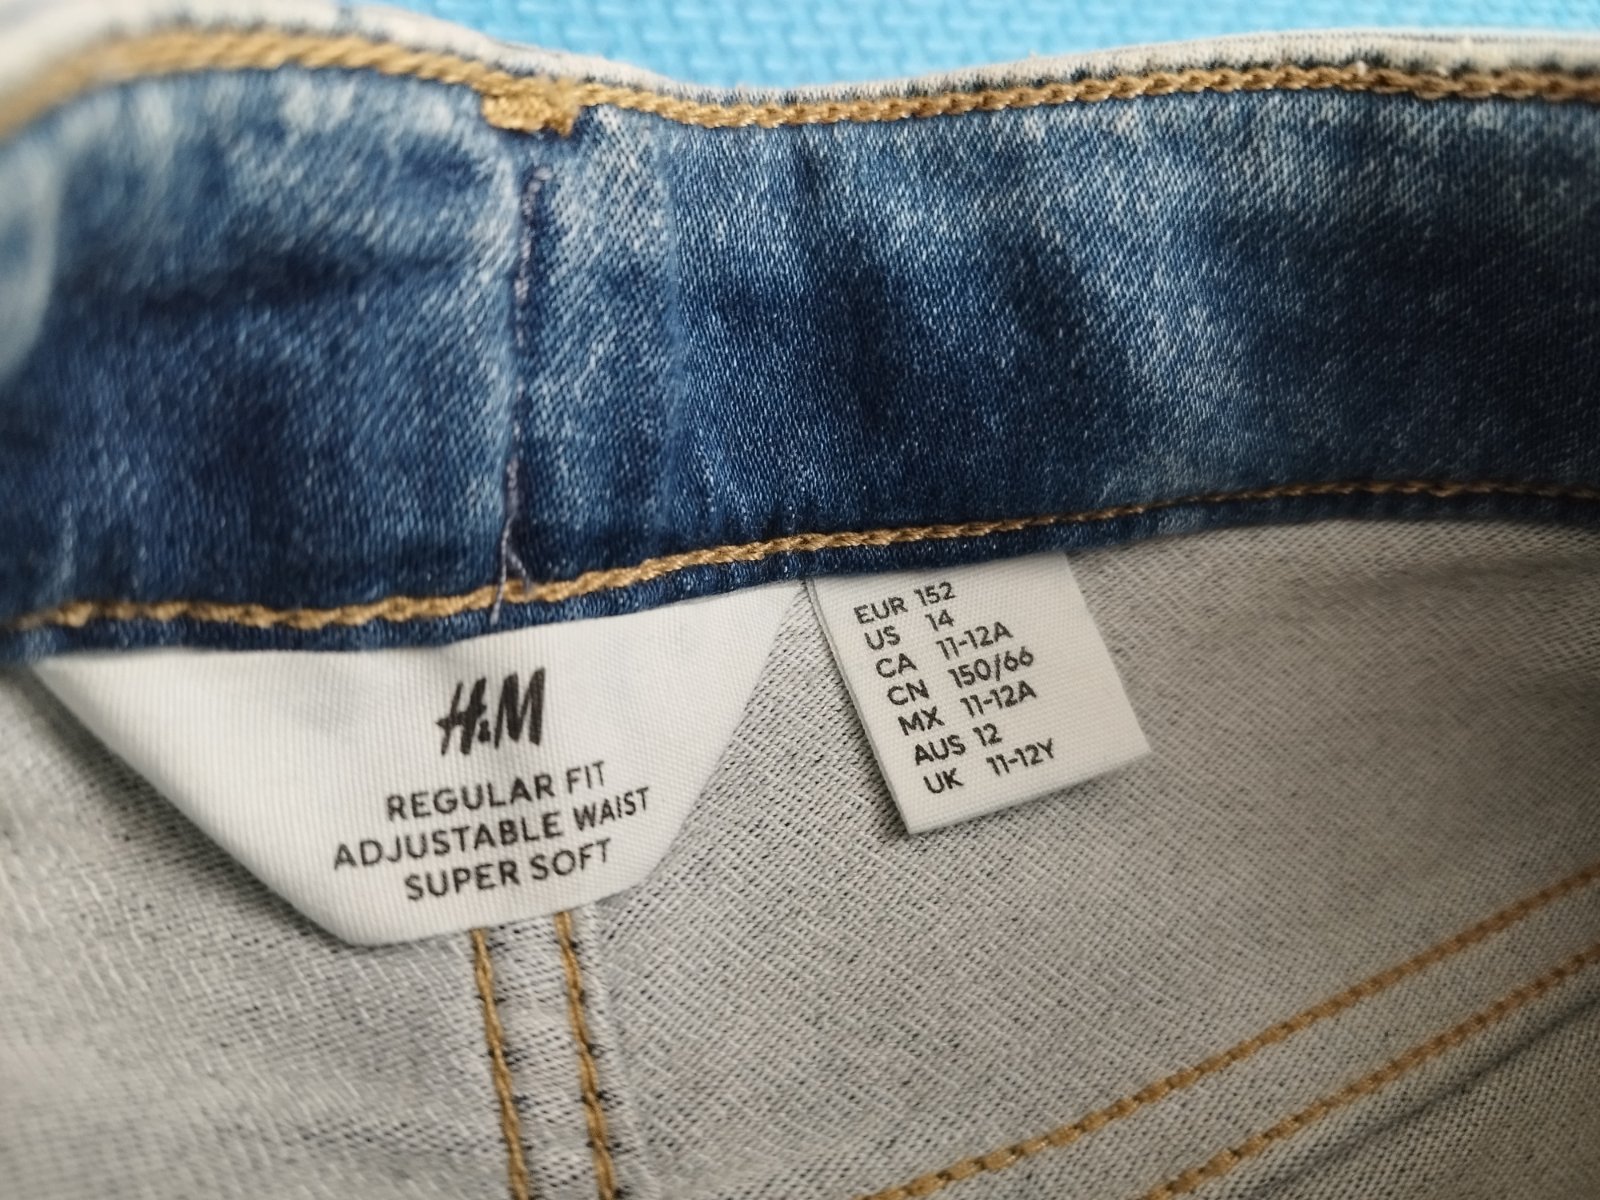 H&M
REGULAR FIT
ADJUSTABLE WAIST
SUPER SOFT
EUR 152
US 14
CA 11-12A
CN 150/66
MX 11-12A
AUS 12
UK 11-12Y